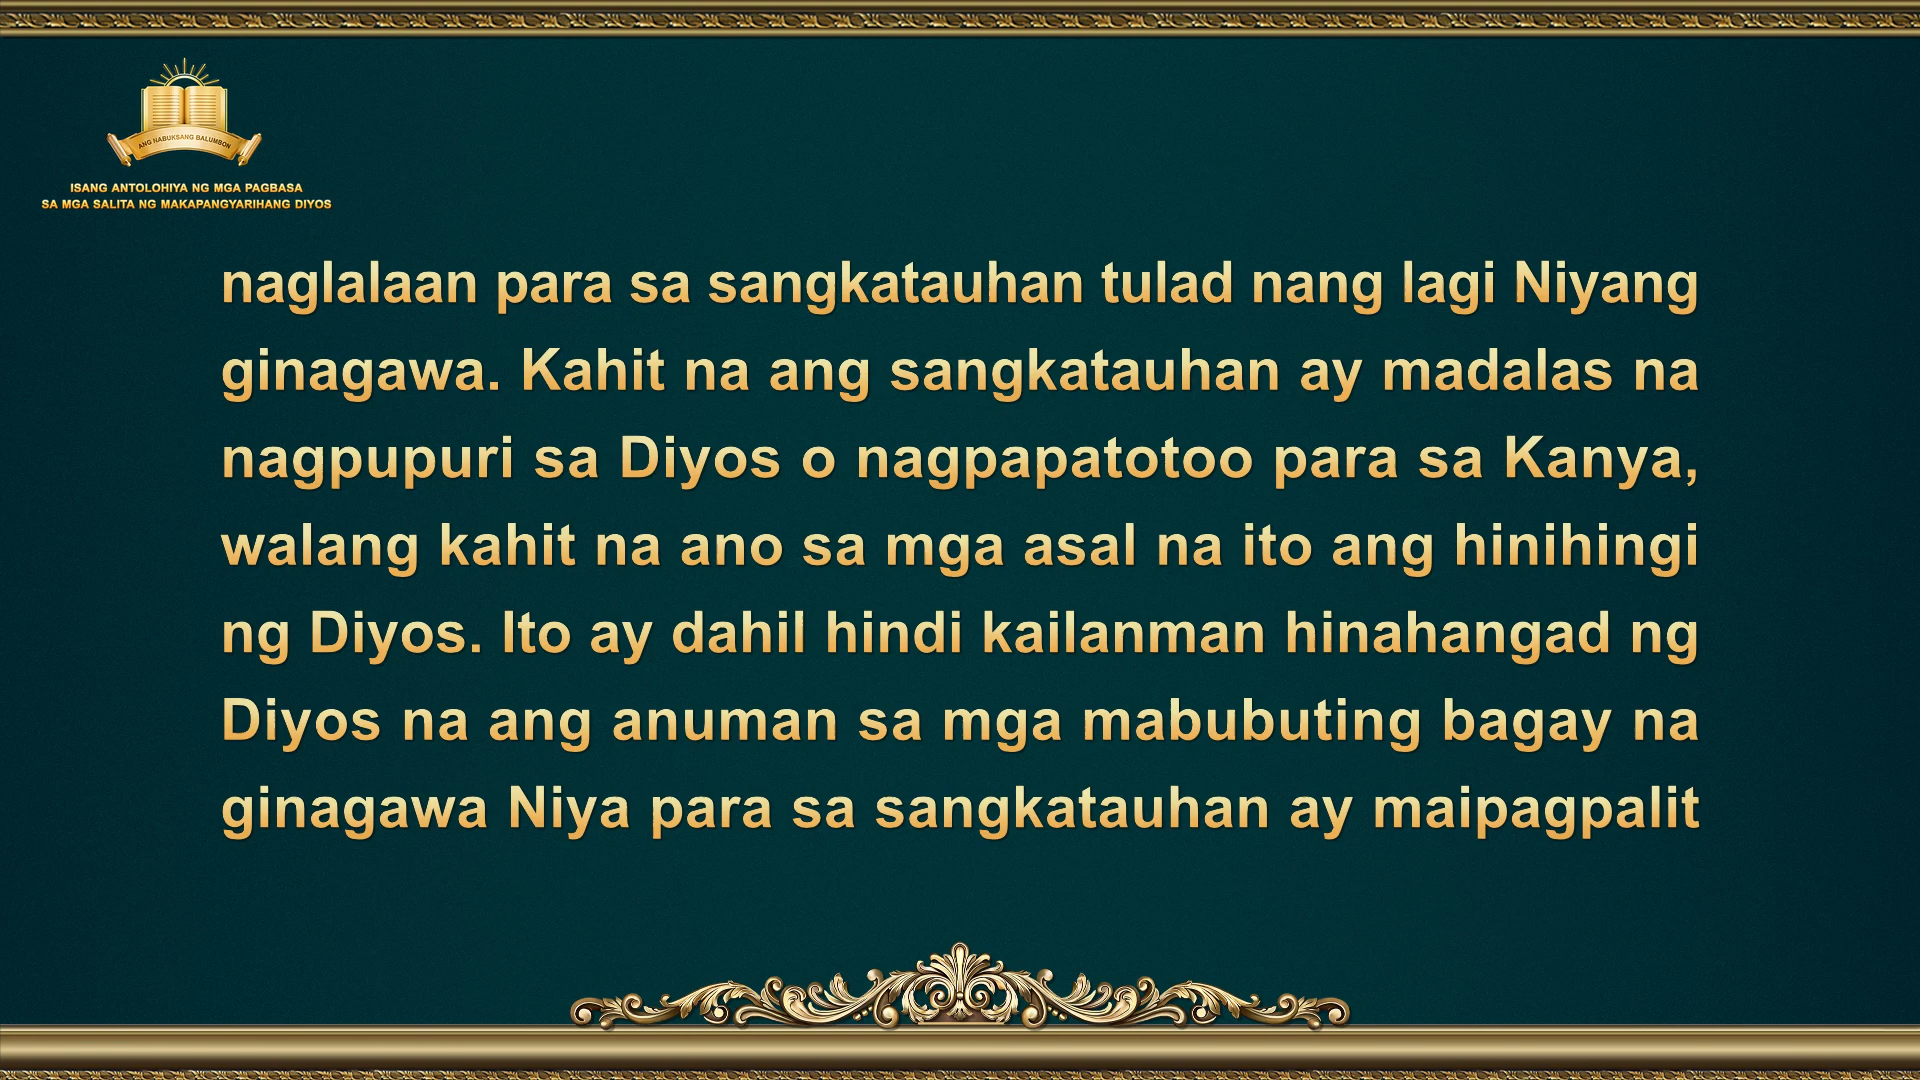 ANG NABUKSANG BALUMBON
ISANG ANTOLOHIYA NG MGA PAGBASA
SA MGA SALITA NG MAKAPANGYARIHANG DIYOS
naglalaan para sa sangkatauhan tulad nang lagi Niyang
ginagawa. Kahit na ang sangkatauhan ay madalas na
nagpupuri sa Diyos o nagpapatotoo para sa Kanya,
walang kahit na ano sa mga asal na ito ang hinihingi
ng Diyos. Ito ay dahil hindi kailanman hinahangad ng
Diyos na ang anuman sa mga mabubuting bagay na
ginagawa Niya para sa sangkatauhan ay maipagpalit